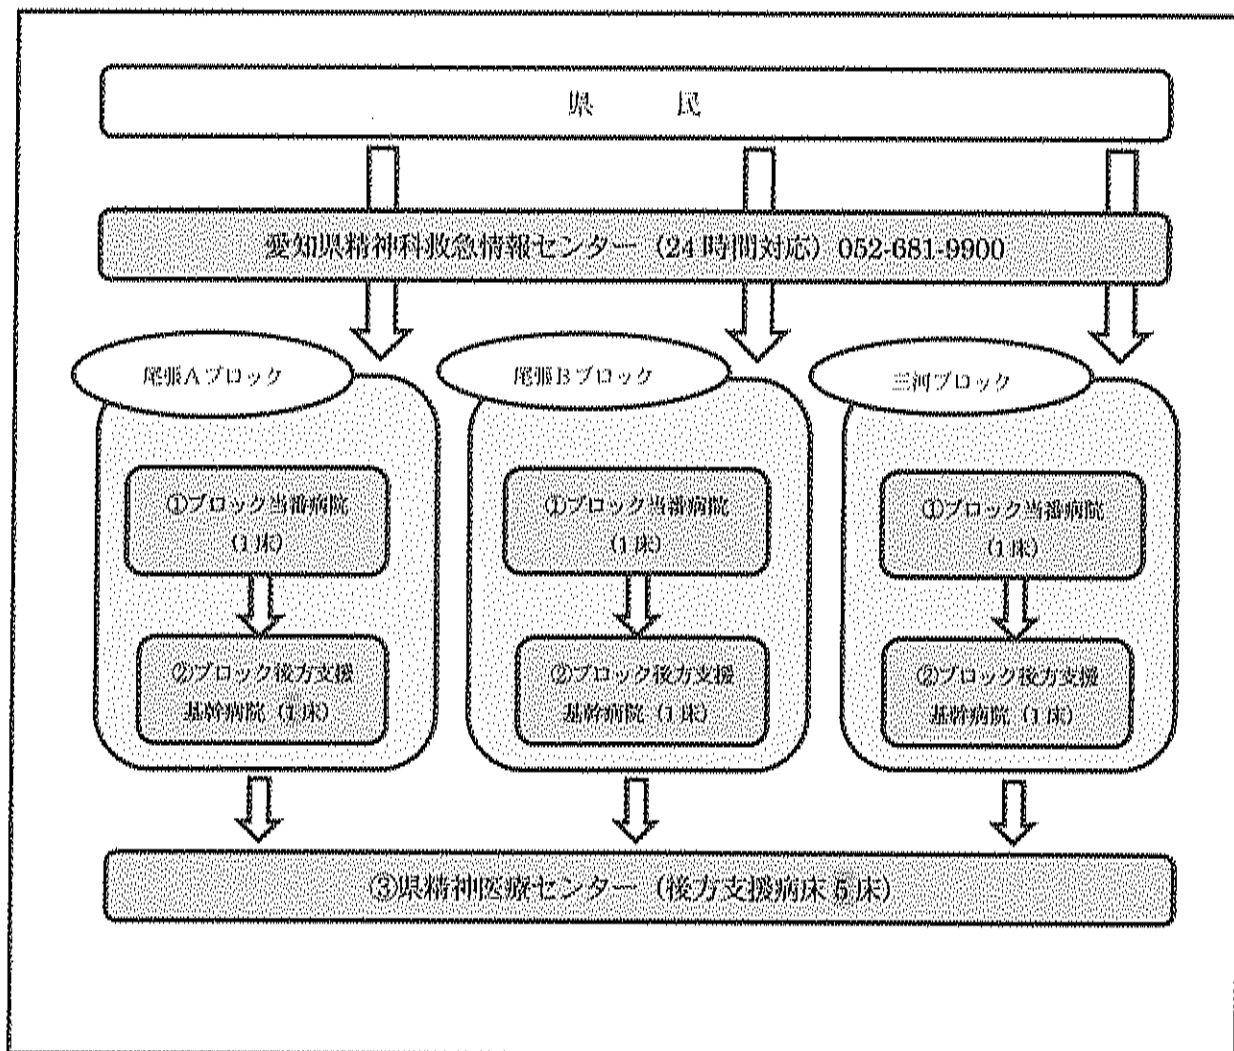 県　　民
愛知県精神科救急情報センター（24時間対応）052-681-9900
尾張Aブロック
尾張Bブロック
三河ブロック
①ブロック当番病院
（1床）
①ブロック当番病院
（1床）
①ブロック当番病院
（1床）
②ブロック後方支援
基幹病院（1床）
②ブロック後方支援
基幹病院（1床）
②ブロック後方支援
基幹病院（1床）
③県精神医療センター（後方支援病床5床）